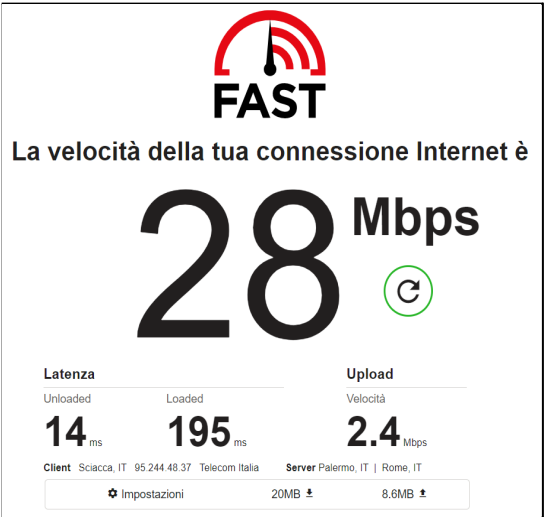 FAST
La velocità della tua connessione Internet è
28 Mbps
Latenza Upload
Unloaded Loaded Velocità
14 ms 195 ms 2.4 Mbps
Client Sciacca, IT 95.244.48.37 Telecom Italia Server Palermo, IT | Rome, IT
Impostazioni 20MB 8.6MB